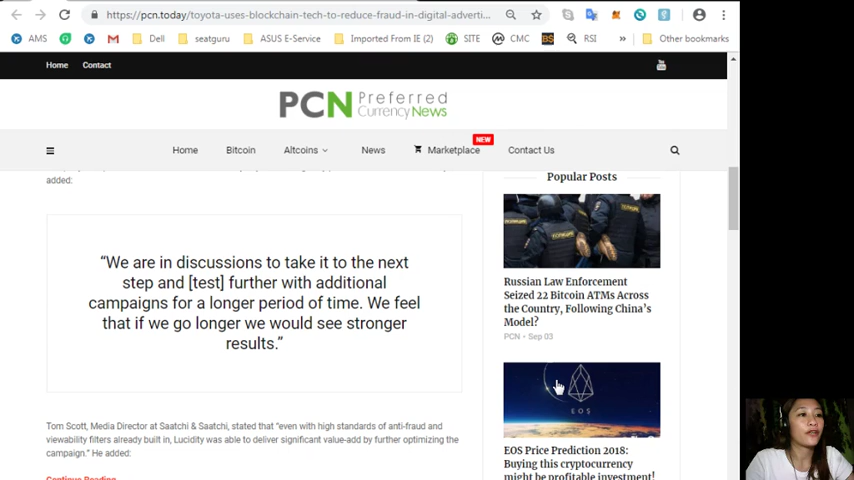 https://pcn.today/toyota-uses-blockchain-tech-to-reduce-fraud-in-digital-adverti...
AMS
Dell
seatguru
ASUS E-Service
Imported From IE (2)
SITE
CMC
BS
RSI
»
Other bookmarks
Home
Contact
You Tube
PCN Preferred
Currency News
NEW
Home
Bitcoin
Altcoins
News
Marketplace
Contact Us
added:
Popular Posts
“We are in discussions to take it to the next
step and [test] further with additional
campaigns for a longer period of time. We feel
that if we go longer we would see stronger
results.”
Russian Law Enforcement
Seized 22 Bitcoin ATMs Across
the Country, Following China’s
Model?
PCN - Sep 03
EOS
Tom Scott, Media Director at Saatchi & Saatchi, stated that “even with high standards of anti-fraud and
viewability filters already built in, Lucidity was able to deliver significant value-add by further optimizing the
campaign.” He added:
Continue Reading
EOS Price Prediction 2018:
Buying this cryptocurrency
might be profitable investment!